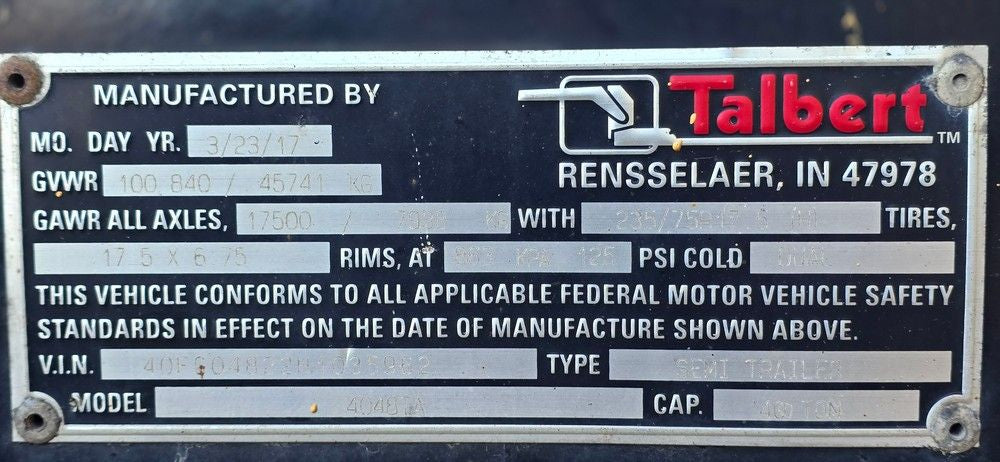 MANUFACTURED BY
Talbert TM
RENSSELAER, IN 47978
MO. DAY YR. 3/23/17
GVWR 100 840 / 45741 KG
GAWR ALL AXLES, 17500 / KG WITH TIRES,
17 5 X 6 75 RIMS, AT KPA 125 PSI COLD DUAL
THIS VEHICLE CONFORMS TO ALL APPLICABLE FEDERAL MOTOR VEHICLE SAFETY
STANDARDS IN EFFECT ON THE DATE OF MANUFACTURE SHOWN ABOVE.
V.I.N. TYPE SEMI TRAILER
MODEL CAP. 40 TON